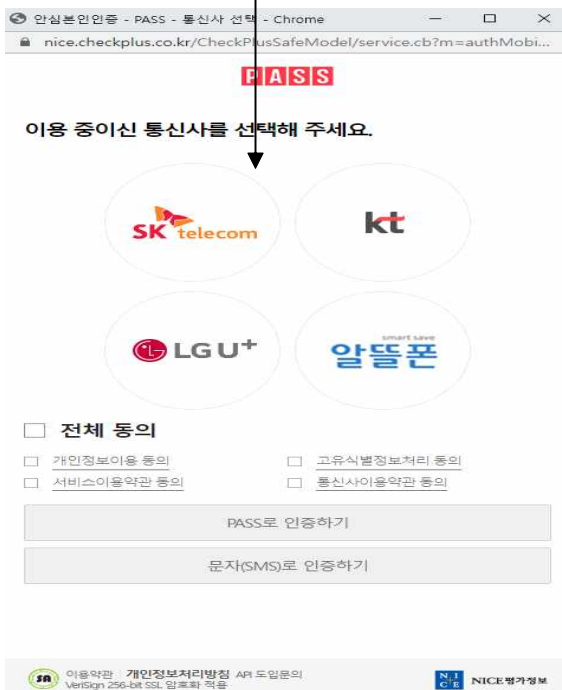 안심본인인증 - PASS - 통신사 선택 - Chrome
nice.checkplus.co.kr/CheckPlusSafeModel/service.cb?m=authMobi...
PASS
이용 중이신 통신사를 선택해 주세요.
SK telecom
kt
LG U+
smart save
알뜰폰
전체 동의
개인정보이용 동의 고유식별정보처리 동의
서비스이용약관 동의 통신사이용약관 동의
PASS로 인증하기
문자(SMS)로 인증하기
이용약관 개인정보처리방침 API 도입문의
VeriSign 256-bit SSL 암호화 적용
NICE NICE평가정보